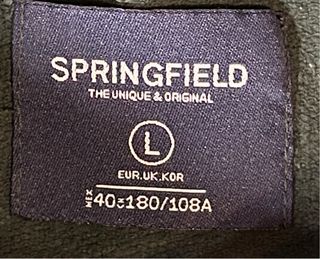 SPRINGFIELD
THE UNIQUE & ORIGINAL
L
EUR.UK.KOR
MEX 40 180/108A